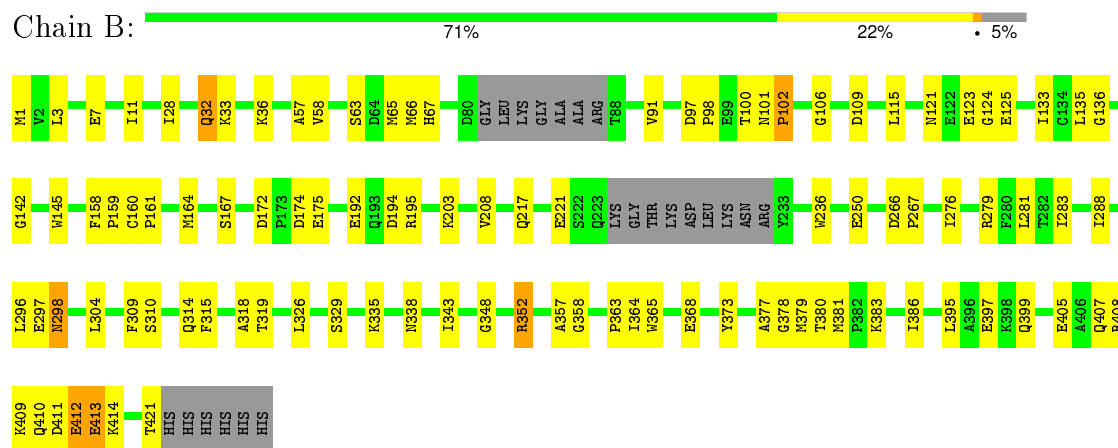 Chain B:
71% 22% • 5%
M1 V2 L3 E7 I11 I28 Q32 K33 K36 A57 V58 S63 D64 M65 M66 H67 D80 GLY LEU LYS GLY ALA ALA ARG T88 V91 D97 P98 E99 T100 N101 P102 G106 D109 L115 N121 E122 E123 G124 E125 I133 C134 L135 G136
G142 W145 F158 P159 C160 P161 M164 S167 D172 P173 D174 E175 E192 Q193 D194 R195 K203 V208 Q217 E221 S222 Q223 LYS GLY THR LYS ASP LEU LYS ASN ARG Y233 W236 E250 D266 P267 I276 R279 F280 L281 T282 I283 I288
L296 E297 N298 L304 F309 S310 Q314 F315 A318 T319 L326 S329 K335 N338 I343 G348 R352 A357 G358 P363 I364 W365 E368 Y373 A377 G378 M379 T380 M381 P382 K383 I386 L395 A396 E397 K398 Q399 E405 A406 Q407
K409 Q410 D411 E412 E413 K414 T421 HIS HIS HIS HIS HIS HIS